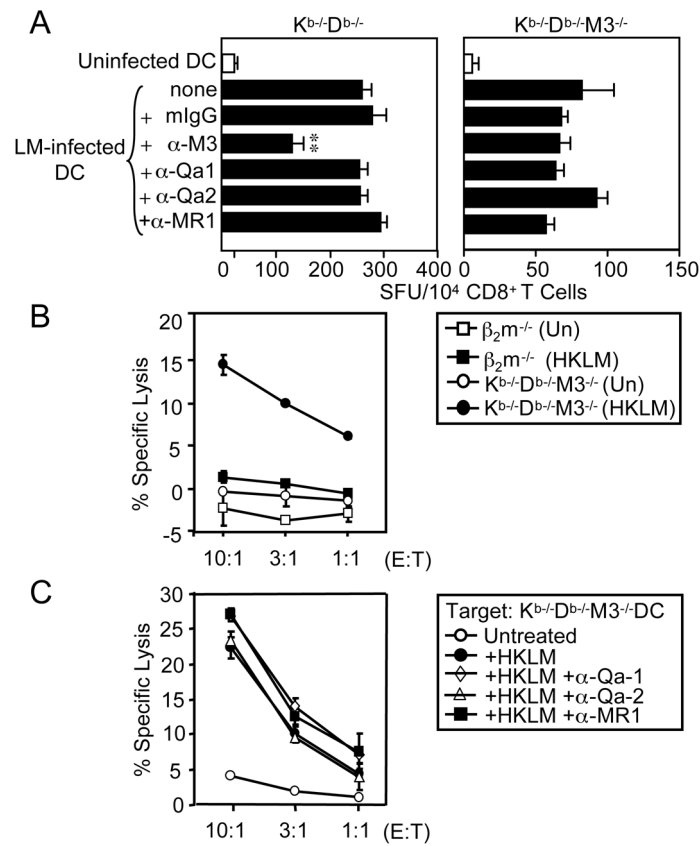 A
Kb-/-Db-/-
Kb-/-Db-/-M3-/-
Uninfected DC
none
+ mIgG
LM-infected DC
+ α-M3
**
+ α-Qa1
+ α-Qa2
+α-MR1
0 100 200 300 400
0 50 100 150
SFU/10⁴ CD8⁺ T Cells
B
% Specific Lysis
20
15
10
5
0
-5
10:1 3:1 1:1 (E:T)
β₂m-/- (Un)
β₂m-/- (HKLM)
Kb-/-Db-/-M3-/- (Un)
Kb-/-Db-/-M3-/- (HKLM)
C
% Specific Lysis
30
25
20
15
10
5
0
10:1 3:1 1:1 (E:T)
Target: Kb-/-Db-/-M3-/-DC
Untreated
+HKLM
+HKLM +α-Qa-1
+HKLM +α-Qa-2
+HKLM +α-MR1